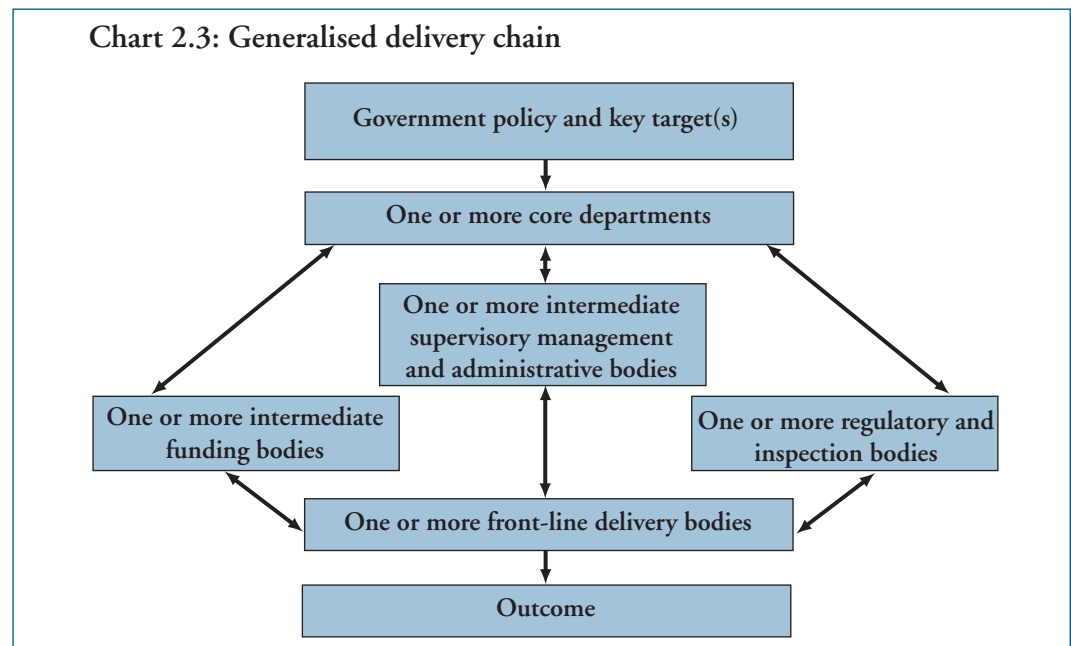 Chart 2.3: Generalised delivery chain
Government policy and key target(s)
One or more core departments
One or more intermediate
supervisory management
and administrative bodies
One or more intermediate
funding bodies
One or more regulatory and
inspection bodies
One or more front-line delivery bodies
Outcome